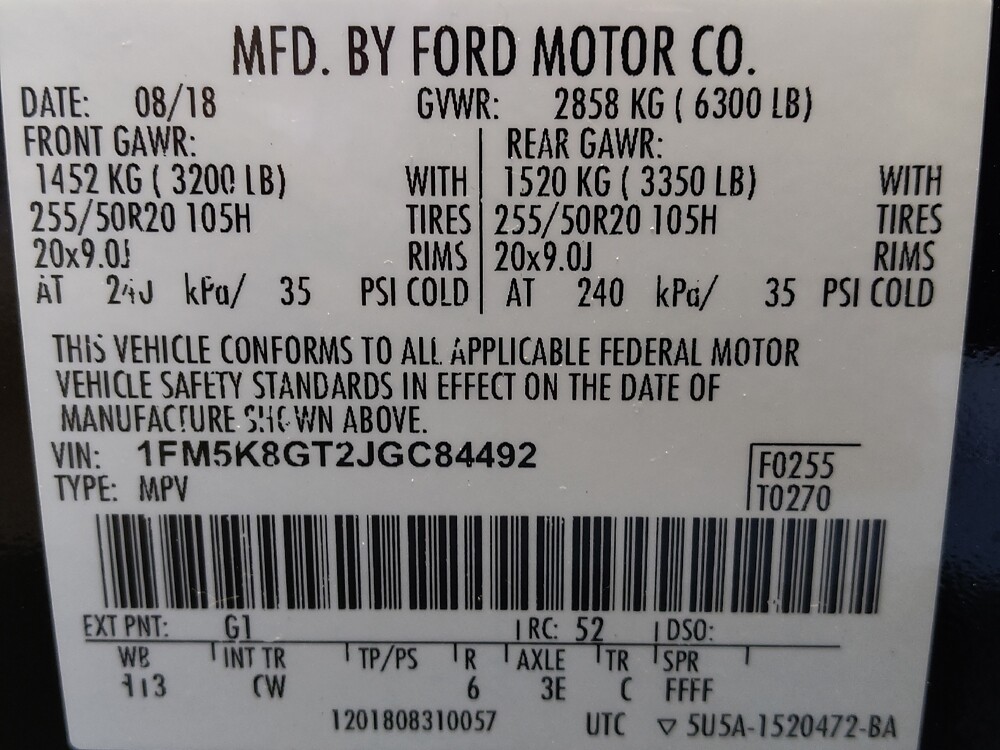 MFD. BY FORD MOTOR CO.
DATE: 08/18 GVWR: 2858 KG ( 6300 LB)
FRONT GAWR: REAR GAWR:
1452 KG ( 3200 LB) WITH 1520 KG ( 3350 LB) WITH
255/50R20 105H TIRES 255/50R20 105H TIRES
20x9.0J RIMS 20x9.0J RIMS
AT 240 kPa/ 35 PSI COLD AT 240 kPa/ 35 PSI COLD
THIS VEHICLE CONFORMS TO ALL APPLICABLE FEDERAL MOTOR
VEHICLE SAFETY STANDARDS IN EFFECT ON THE DATE OF
MANUFACTURE SHOWN ABOVE.
VIN: 1FM5K8GT2JGC84492
F0255
TYPE: MPV
T0270
EXT PNT: G1 RC: 52 DSO:
WB INT TR TP/PS R AXLE TR SPR
113 CW 6 3E C FFFF
1201808310057 UTC ▽ 5U5A-1520472-BA